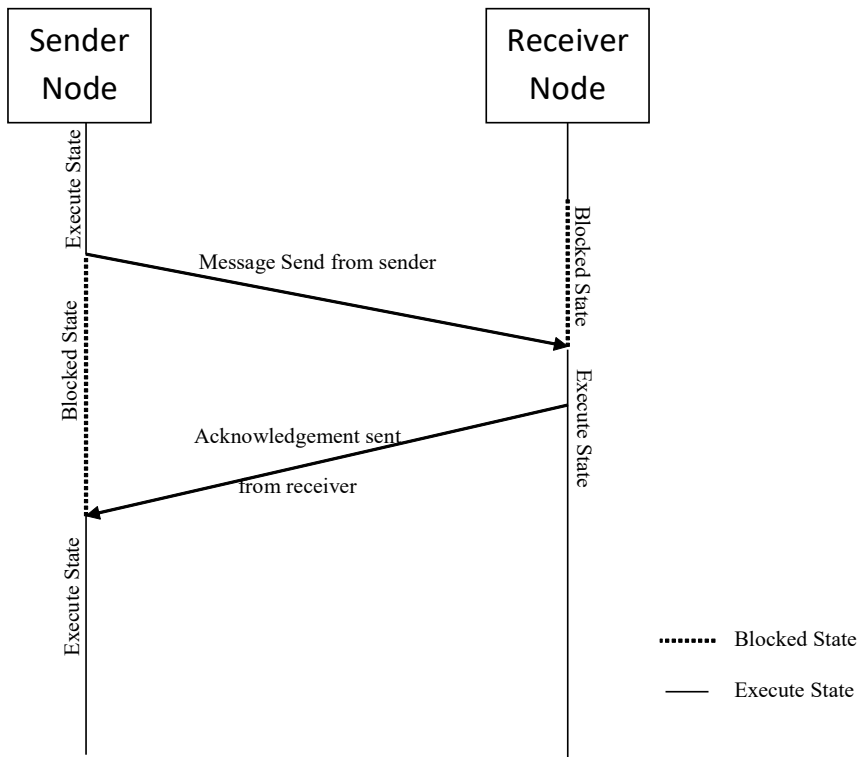 Sender
Node
Receiver
Node
Execute State
Blocked State
Message Send from sender
Blocked State
Execute State
Acknowledgement sent
from receiver
Execute State
Blocked State
Execute State